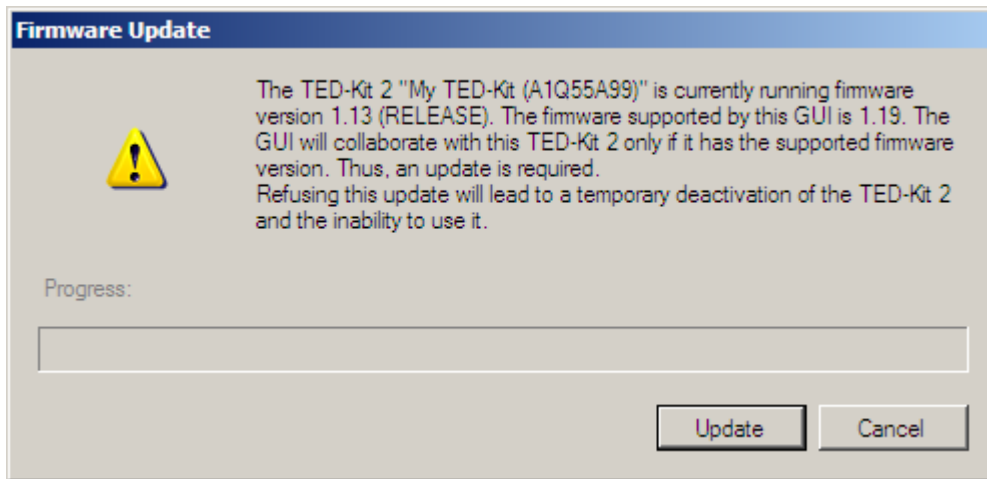 Firmware Update
The TED-Kit 2 "My TED-Kit (A1Q55A99)" is currently running firmware
version 1.13 (RELEASE). The firmware supported by this GUI is 1.19. The
GUI will collaborate with this TED-Kit 2 only if it has the supported firmware
version. Thus, an update is required.
Refusing this update will lead to a temporary deactivation of the TED-Kit 2
and the inability to use it.
Progress:
Update
Cancel